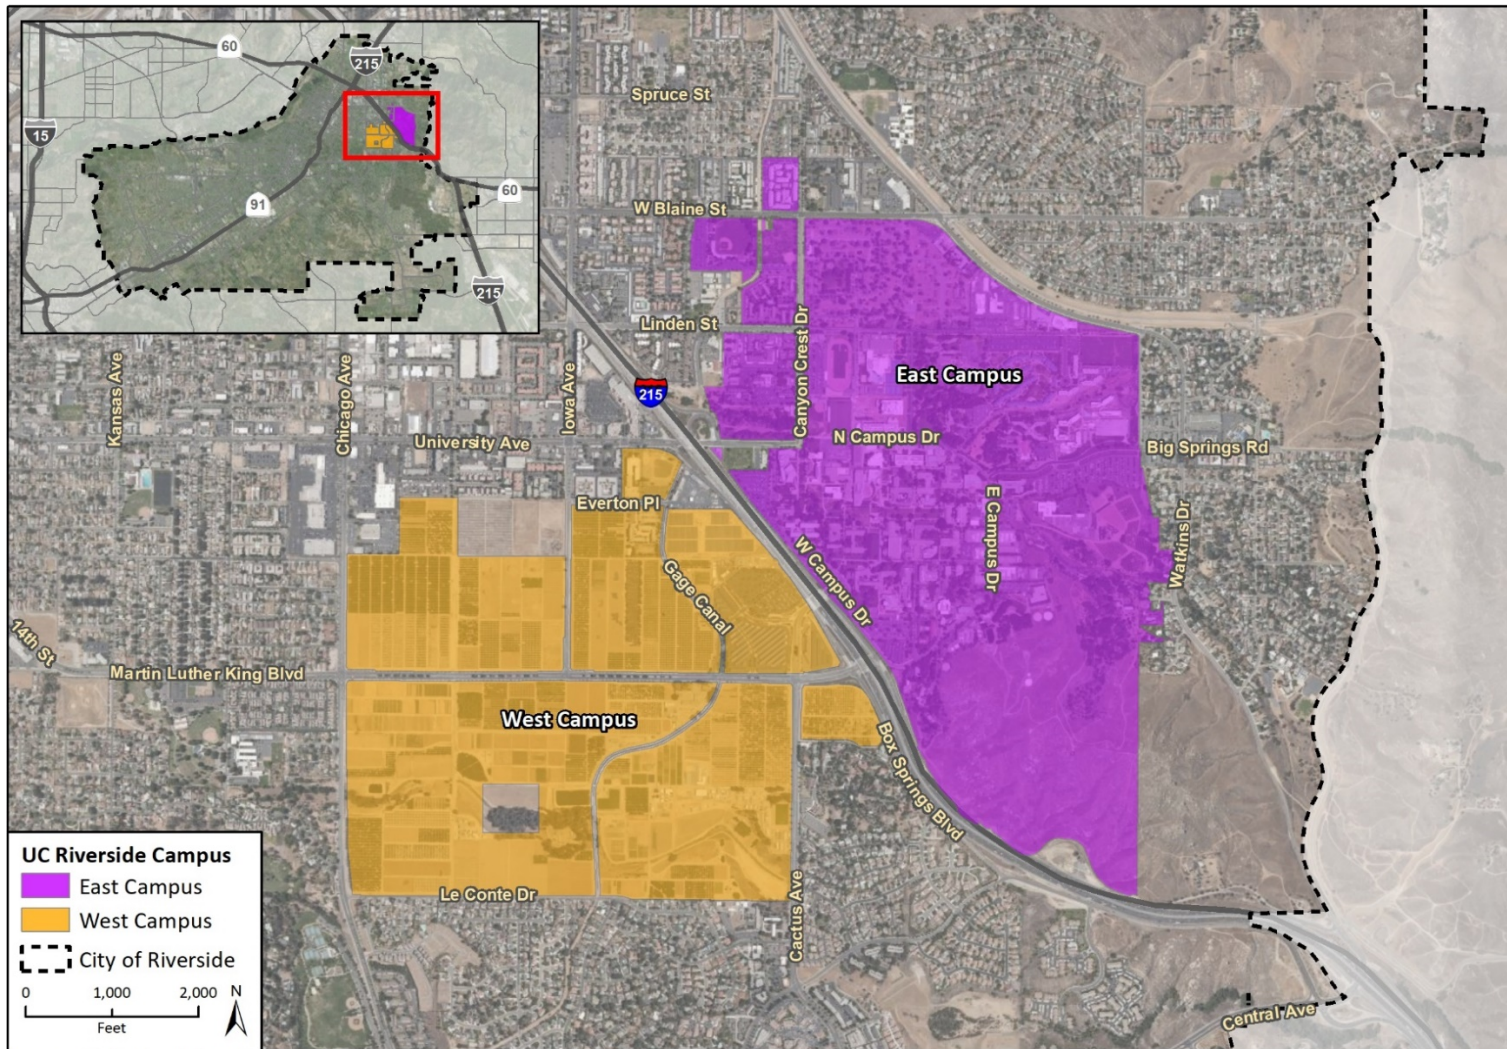 60
215
15
91
60
215
Spruce St
W Blaine St
Linden St
Canyon Crest Dr
East Campus
215
Kansas Ave
Chicago Ave
Iowa Ave
University Ave
N Campus Dr
Big Springs Rd
Everton Pl
E Campus Dr
Watkins Dr
W Campus Dr
Gage Canal
14th St
Martin Luther King Blvd
West Campus
Box Springs Blvd
Le Conte Dr
Cactus Ave
Central Ave
UC Riverside Campus
East Campus
West Campus
City of Riverside
0 1,000 2,000
Feet
N